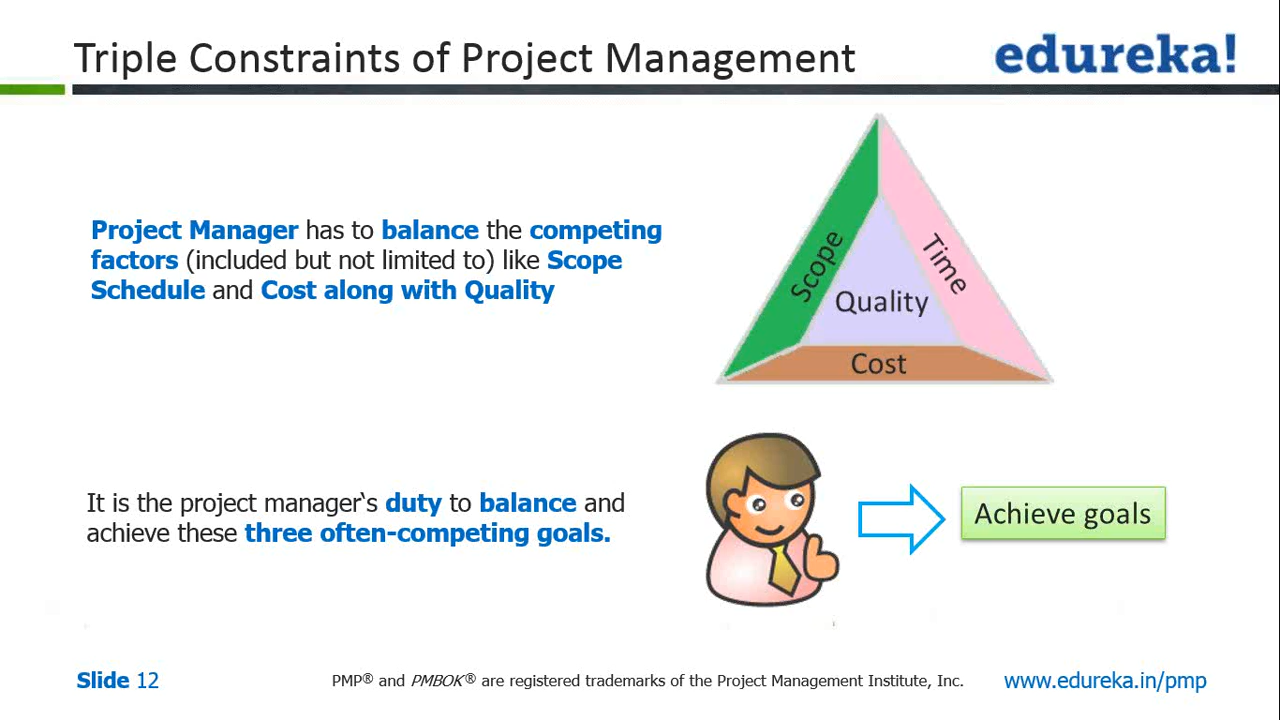 Triple Constraints of Project Management
edureka!
Project Manager has to balance the competing
factors (included but not limited to) like Scope
Schedule and Cost along with Quality
Scope
Time
Quality
Cost
It is the project manager‛s duty to balance and
achieve these three often-competing goals.
Achieve goals
Slide 12
PMP® and PMBOK® are registered trademarks of the Project Management Institute, Inc.
www.edureka.in/pmp